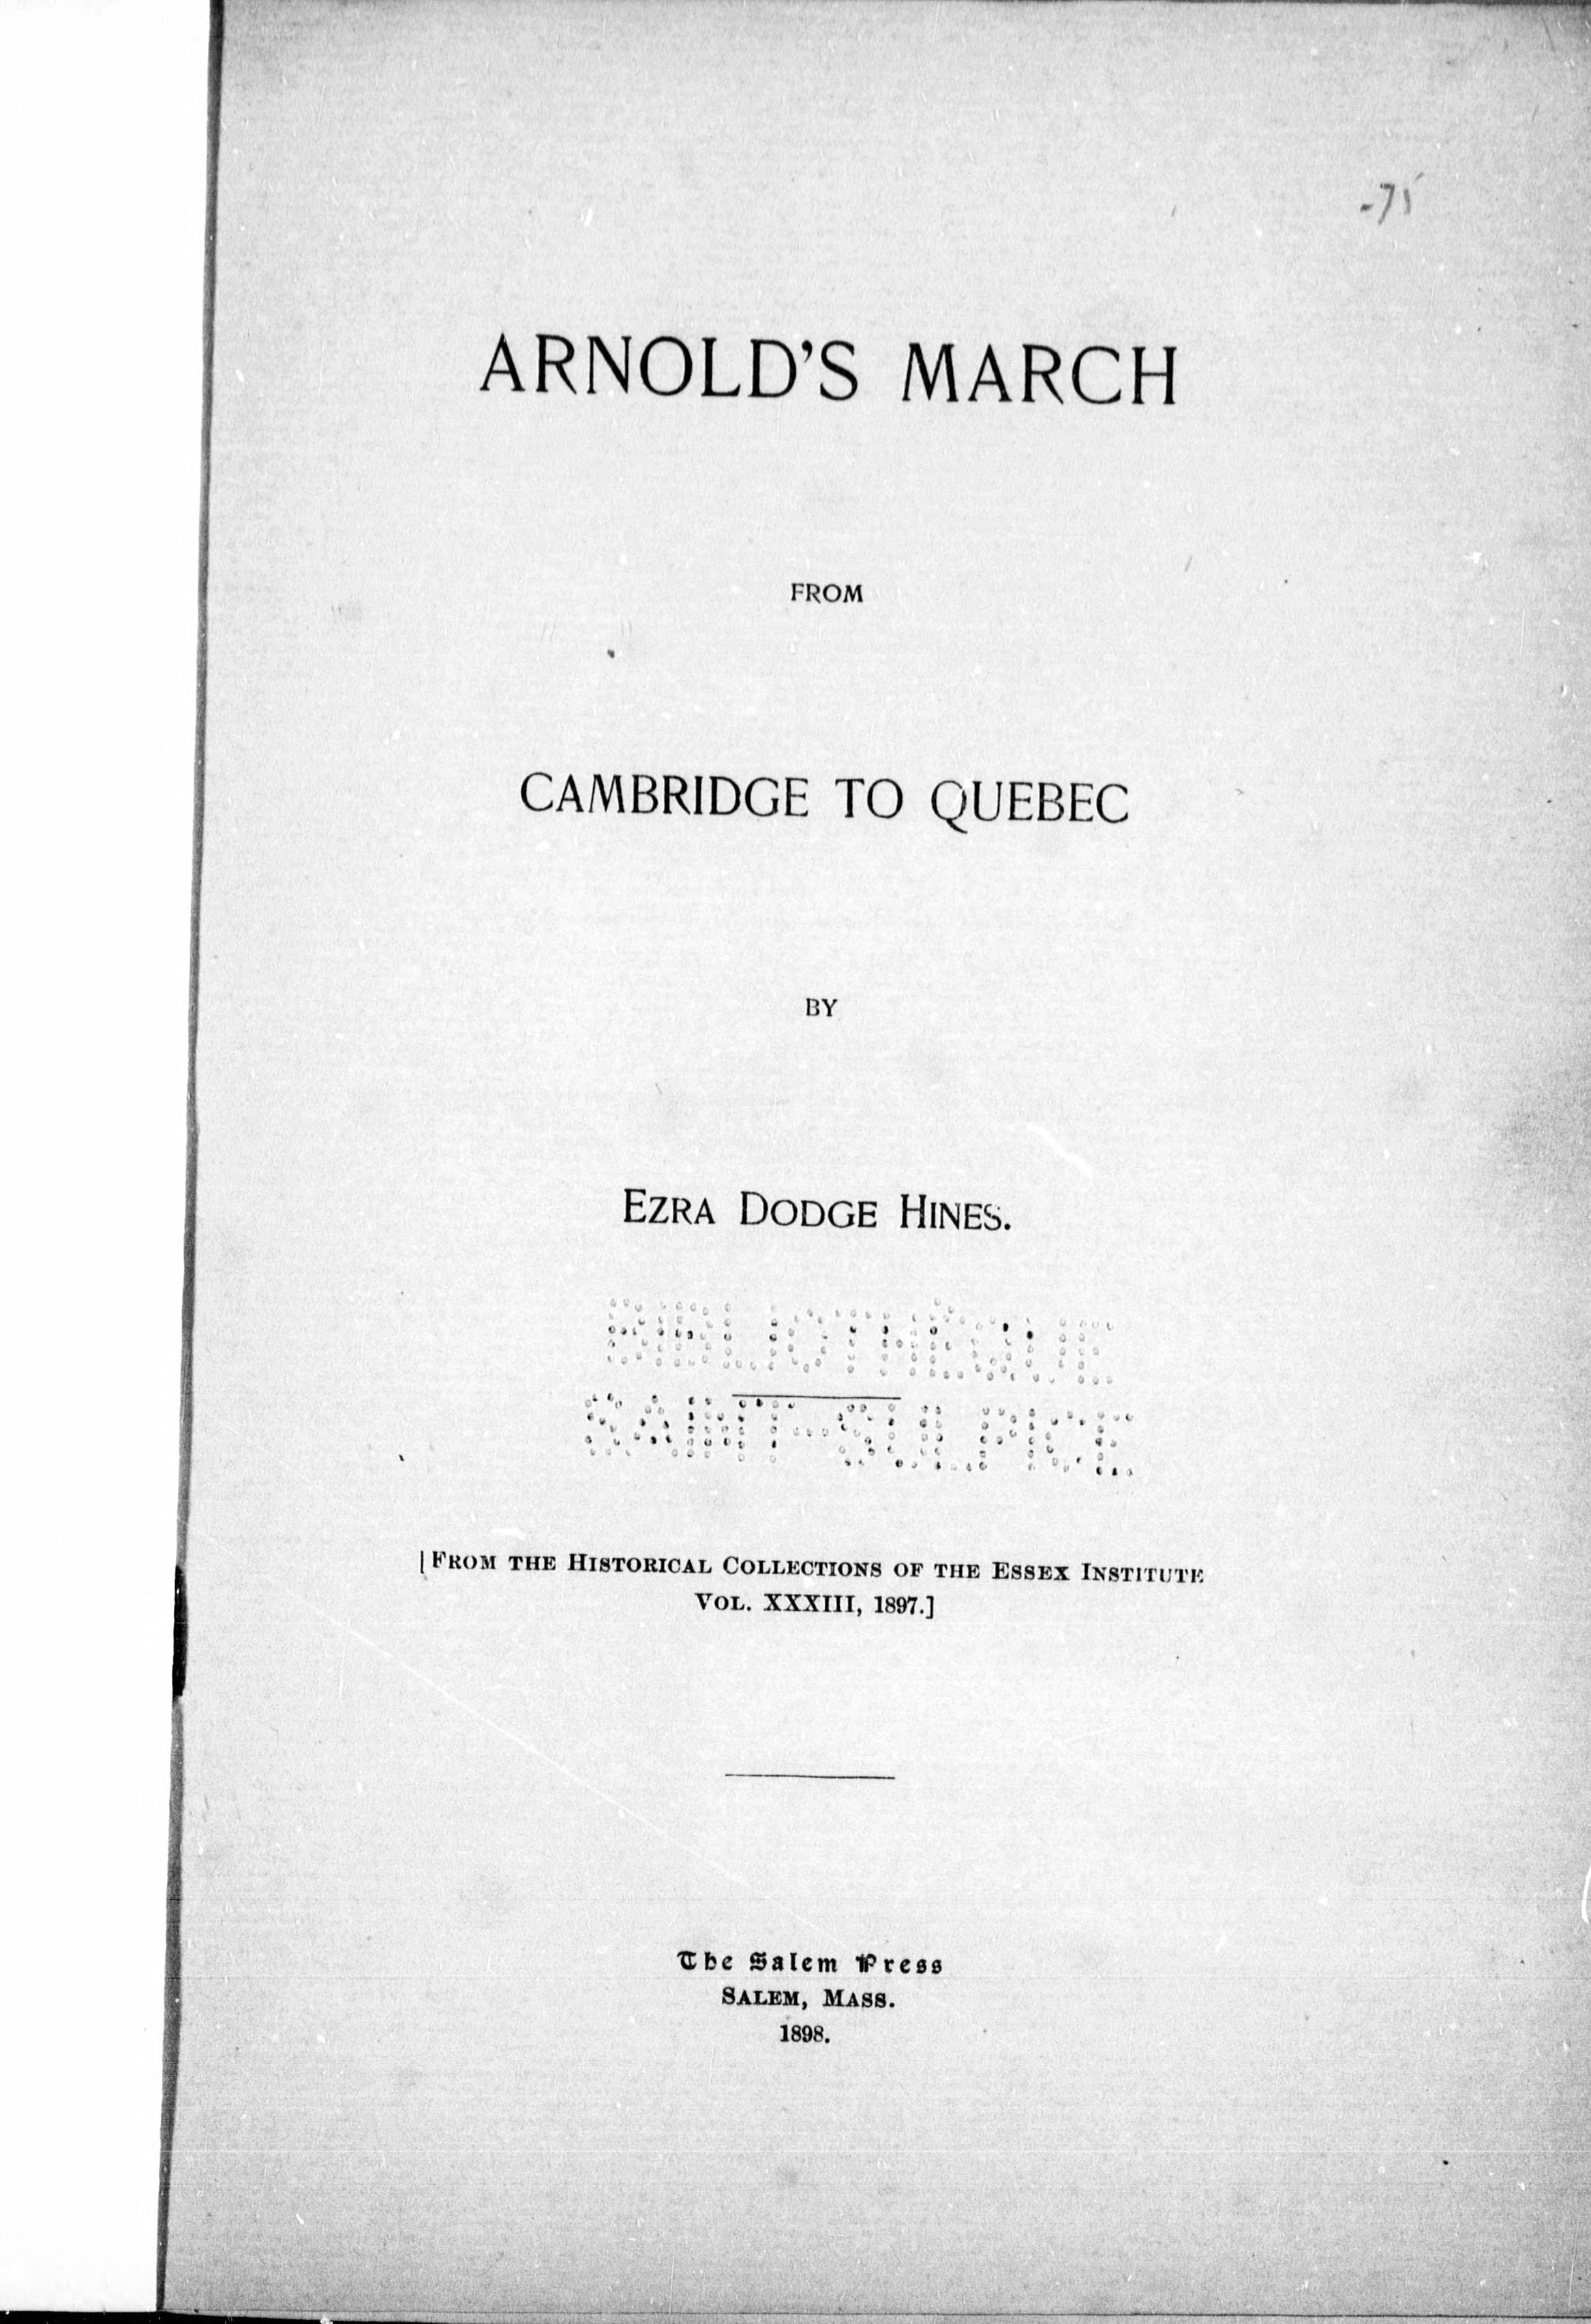 -75
ARNOLD'S MARCH
FROM
CAMBRIDGE TO QUEBEC
BY
EZRA DODGE HINES.
BIBLIOTHÈQUE
SAINT-SULPICE
[FROM THE HISTORICAL COLLECTIONS OF THE ESSEX INSTITUTE
VOL. XXXIII, 1897.]
The Salem Press
SALEM, MASS.
1898.